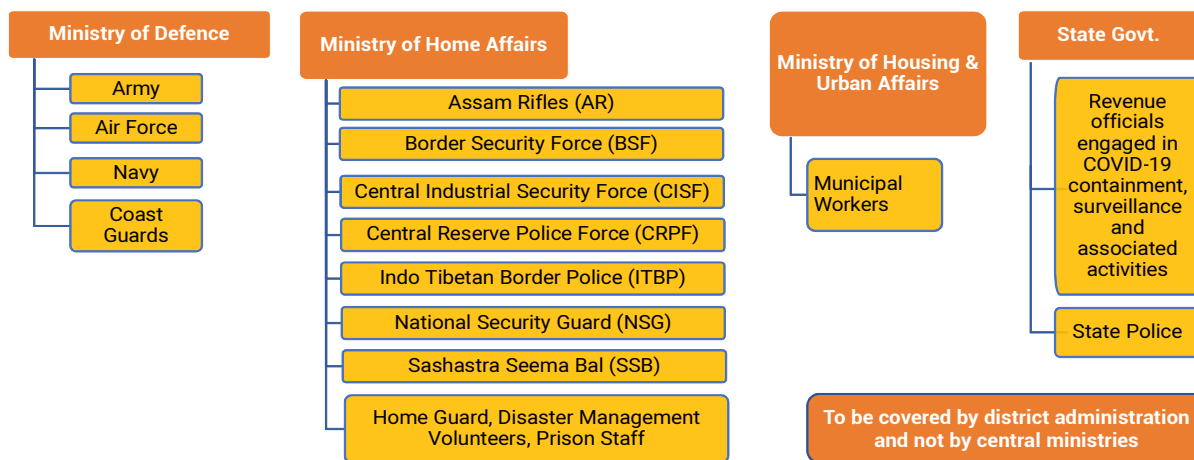 Ministry of Defence
Army
Air Force
Navy
Coast
Guards
Ministry of Home Affairs
Assam Rifles (AR)
Border Security Force (BSF)
Central Industrial Security Force (CISF)
Central Reserve Police Force (CRPF)
Indo Tibetan Border Police (ITBP)
National Security Guard (NSG)
Sashastra Seema Bal (SSB)
Home Guard, Disaster Management
Volunteers, Prison Staff
Ministry of Housing &
Urban Affairs
Municipal
Workers
State Govt.
Revenue
officials
engaged in
COVID-19
containment,
surveillance
and
associated
activities
State Police
To be covered by district administration
and not by central ministries